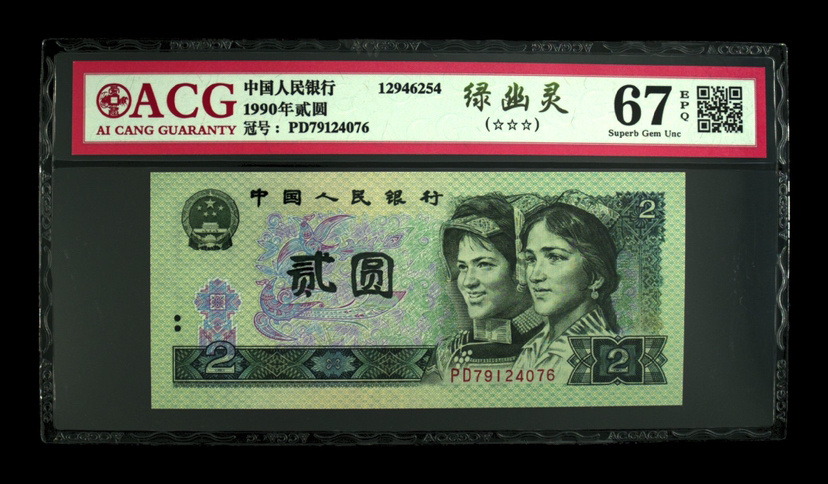 ACG
AI CANG GUARANTY
中国人民银行
1990年贰圆
冠号：PD79124076
12946254
绿幽灵
(☆☆☆)
67
EPQ
Superb Gem Unc
中国人民银行
2
贰圆
2
PD79124076
2